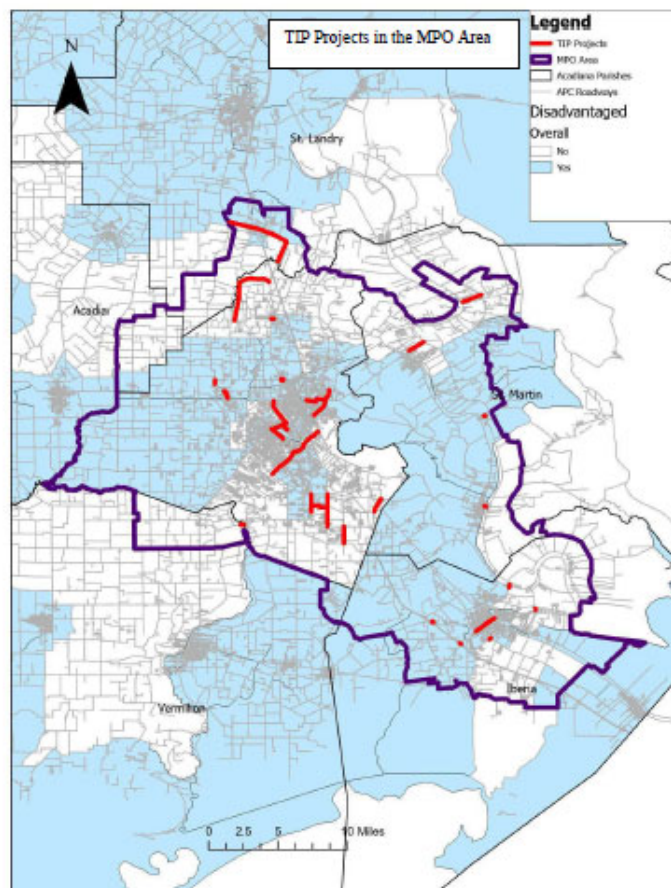 TIP Projects in the MPO Area
Legend
TIP Projects
MPO Area
Acadiana Parishes
APC Roadways
Disadvantaged
Overall
No
Yes
N
St. Landry
Acadia
St. Martin
Iberia
Vermilion
0 2.5 5 10 Miles